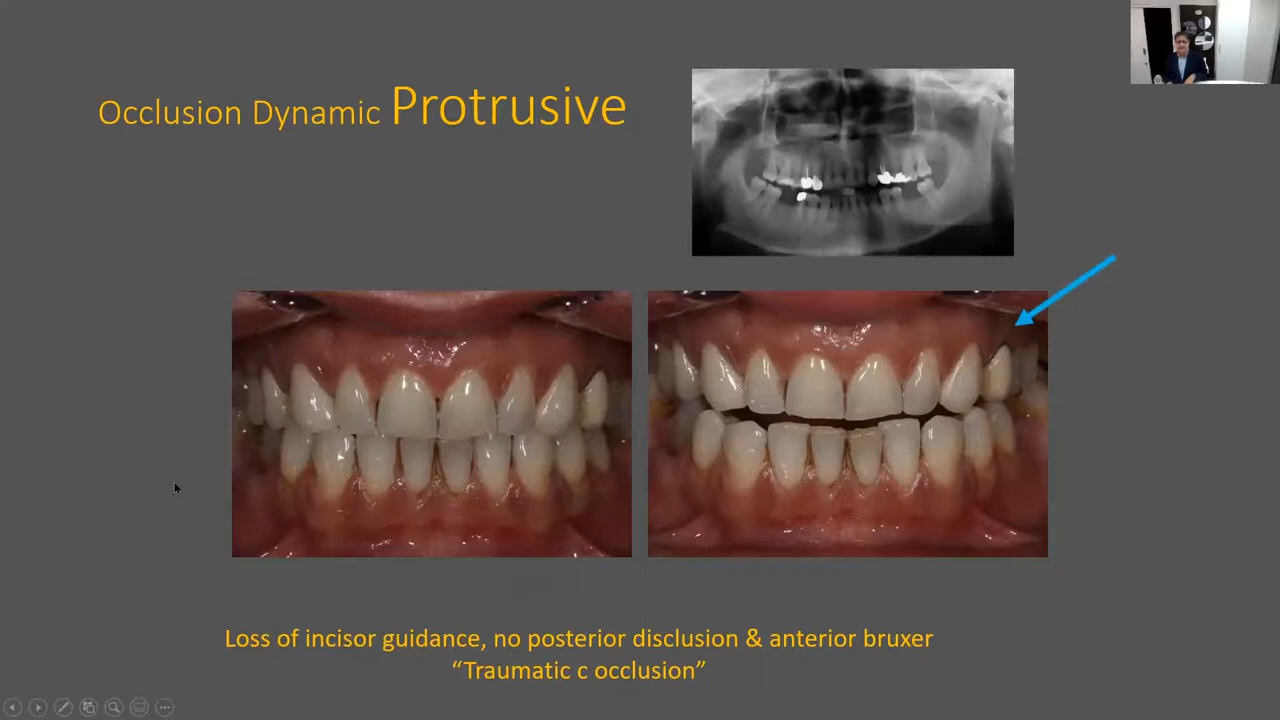 Occlusion Dynamic Protrusive
Loss of incisor guidance, no posterior disclusion & anterior bruxer
“Traumatic c occlusion”